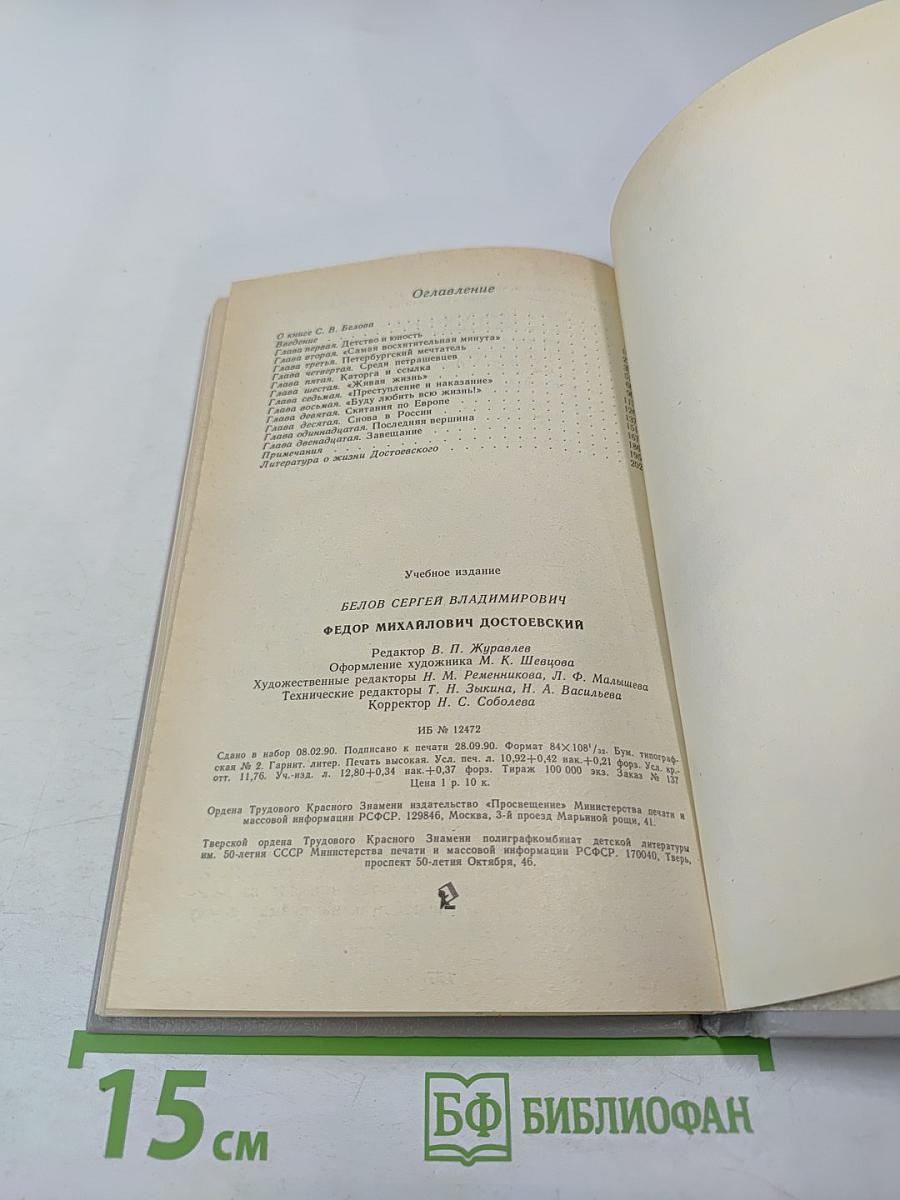 Оглавление
О книге С. В. Белова
Введение
Глава первая. Детство и юность
Глава вторая. «Самая восхитительная минута»
Глава третья. Петербургский мечтатель
Глава четвертая. Среди петрашевцев
Глава пятая. Каторга и ссылка
Глава шестая. «Живая жизнь»
Глава седьмая. «Преступление и наказание»
Глава восьмая. «Буду любить всю жизнь!»
Глава девятая. Скитания по Европе
Глава десятая. Снова в России
Глава одиннадцатая. Последняя вершина
Глава двенадцатая. Завещание
Примечания
Литература о жизни Достоевского
137
151
167
186
195
202
Учебное издание
БЕЛОВ СЕРГЕЙ ВЛАДИМИРОВИЧ
ФЕДОР МИХАЙЛОВИЧ ДОСТОЕВСКИЙ
Редактор В. П. Журавлев
Оформление художника М. К. Шевцова
Художественные редакторы Н. М. Ременникова, Л. Ф. Малышева
Технические редакторы Т. Н. Зыкина, Н. А. Васильева
Корректор Н. С. Соболева
ИБ № 12472
Сдано в набор 08.02.90. Подписано к печати 28.09.90. Формат 84×108¹/₃₂. Бум. типограф-
ская № 2. Гарнит. литер. Печать высокая. Усл. печ. л. 10,92+0,42 нак.+0,21 форз. Усл. кр.-
отт. 11,76. Уч.-изд. л. 12,80+0,34 нак.+0,37 форз. Тираж 100 000 экз. Заказ № 137
Цена 1 р. 10 к.
Ордена Трудового Красного Знамени издательство «Просвещение» Министерства печати и
массовой информации РСФСР. 129846, Москва, 3-й проезд Марьиной рощи, 41.
Тверской ордена Трудового Красного Знамени полиграфкомбинат детской литературы
им. 50-летия СССР Министерства печати и массовой информации РСФСР. 170040, Тверь,
проспект 50-летия Октября, 46.
15 см
БФ БИБЛИОФАН